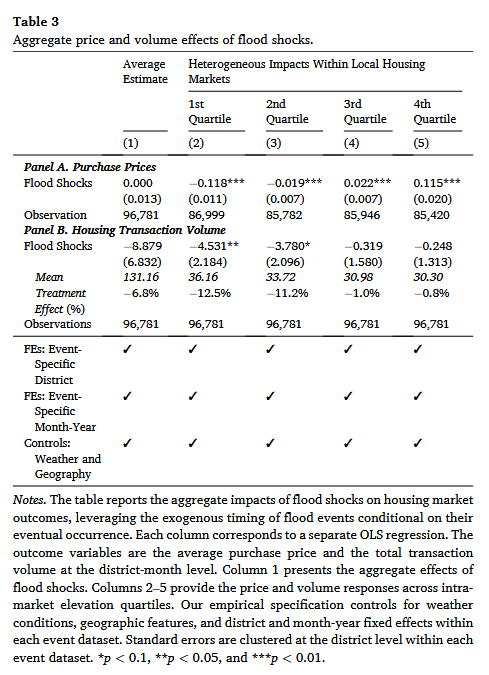 Table 3
Aggregate price and volume effects of flood shocks.
Average Estimate Heterogeneous Impacts Within Local Housing Markets
1st Quartile 2nd Quartile 3rd Quartile 4th Quartile
(1) (2) (3) (4) (5)
Panel A. Purchase Prices
Flood Shocks 0.000 −0.118*** −0.019*** 0.022*** 0.115***
(0.013) (0.011) (0.007) (0.007) (0.020)
Observation 96,781 86,999 85,782 85,946 85,420
Panel B. Housing Transaction Volume
Flood Shocks −8.879 −4.531** −3.780* −0.319 −0.248
(6.832) (2.184) (2.096) (1.580) (1.313)
Mean 131.16 36.16 33.72 30.98 30.30
Treatment −6.8% −12.5% −11.2% −1.0% −0.8%
Effect (%)
Observations 96,781 96,781 96,781 96,781 96,781
FEs: Event- ✓ ✓ ✓ ✓ ✓
Specific
District
FEs: Event- ✓ ✓ ✓ ✓ ✓
Specific
Month-Year
Controls: ✓ ✓ ✓ ✓ ✓
Weather and
Geography
Notes. The table reports the aggregate impacts of flood shocks on housing market
outcomes, leveraging the exogenous timing of flood events conditional on their
eventual occurrence. Each column corresponds to a separate OLS regression. The
outcome variables are the average purchase price and the total transaction
volume at the district-month level. Column 1 presents the aggregate effects of
flood shocks. Columns 2–5 provide the price and volume responses across intra-
market elevation quartiles. Our empirical specification controls for weather
conditions, geographic features, and district and month-year fixed effects within
each event dataset. Standard errors are clustered at the district level within each
event dataset. *p < 0.1, **p < 0.05, and ***p < 0.01.